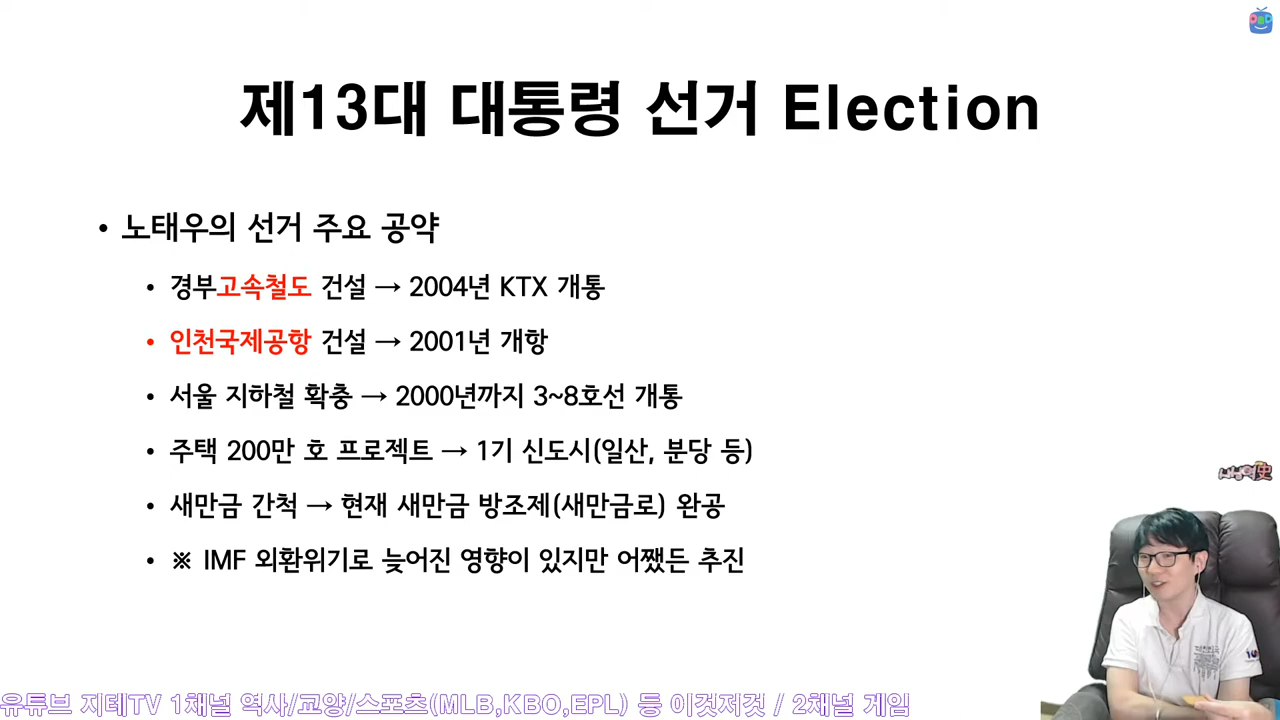 제13대 대통령 선거 Election
• 노태우의 선거 주요 공약
• 경부고속철도 건설 → 2004년 KTX 개통
• 인천국제공항 건설 → 2001년 개항
• 서울 지하철 확충 → 2000년까지 3~8호선 개통
• 주택 200만 호 프로젝트 → 1기 신도시(일산, 분당 등)
• 새만금 간척 → 현재 새만금 방조제(새만금로) 완공
• ※ IMF 외환위기로 늦어진 영향이 있지만 어쨌든 추진
유튜브 지테TV 1채널 역사/교양/스포츠(MLB,KBO,EPL) 등 이것저것 / 2채널 게임